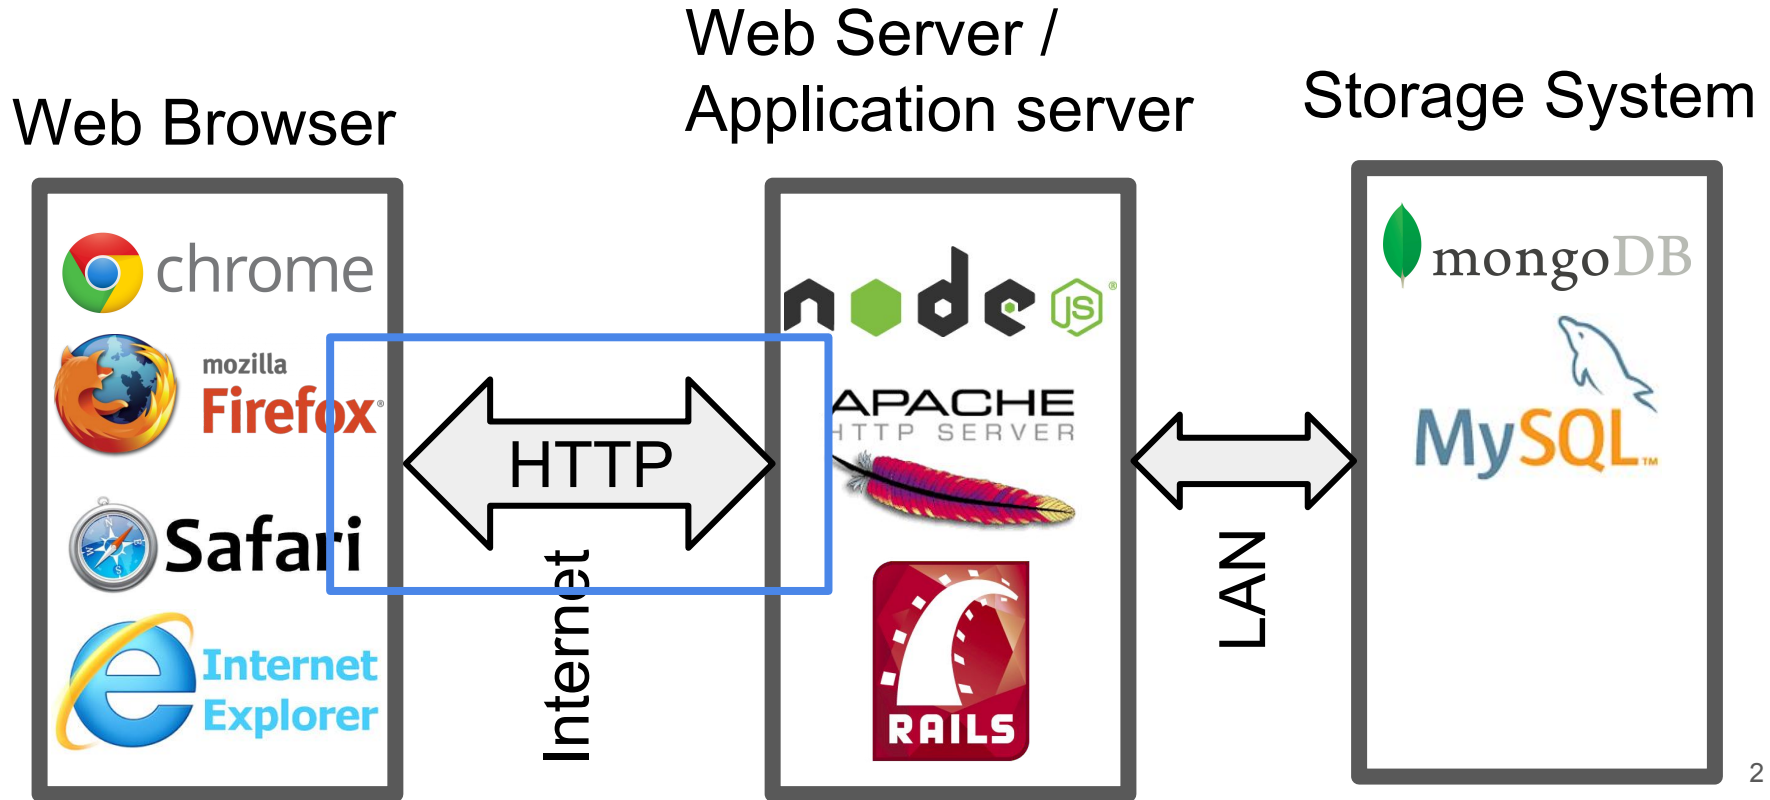 Web Server /
Application server
Web Browser
Storage System
chrome
mozilla
Firefox®
Safari
Internet
Explorer
HTTP
Internet
node JS®
APACHE
HTTP SERVER
RAILS
LAN
mongoDB
MySQL™
2